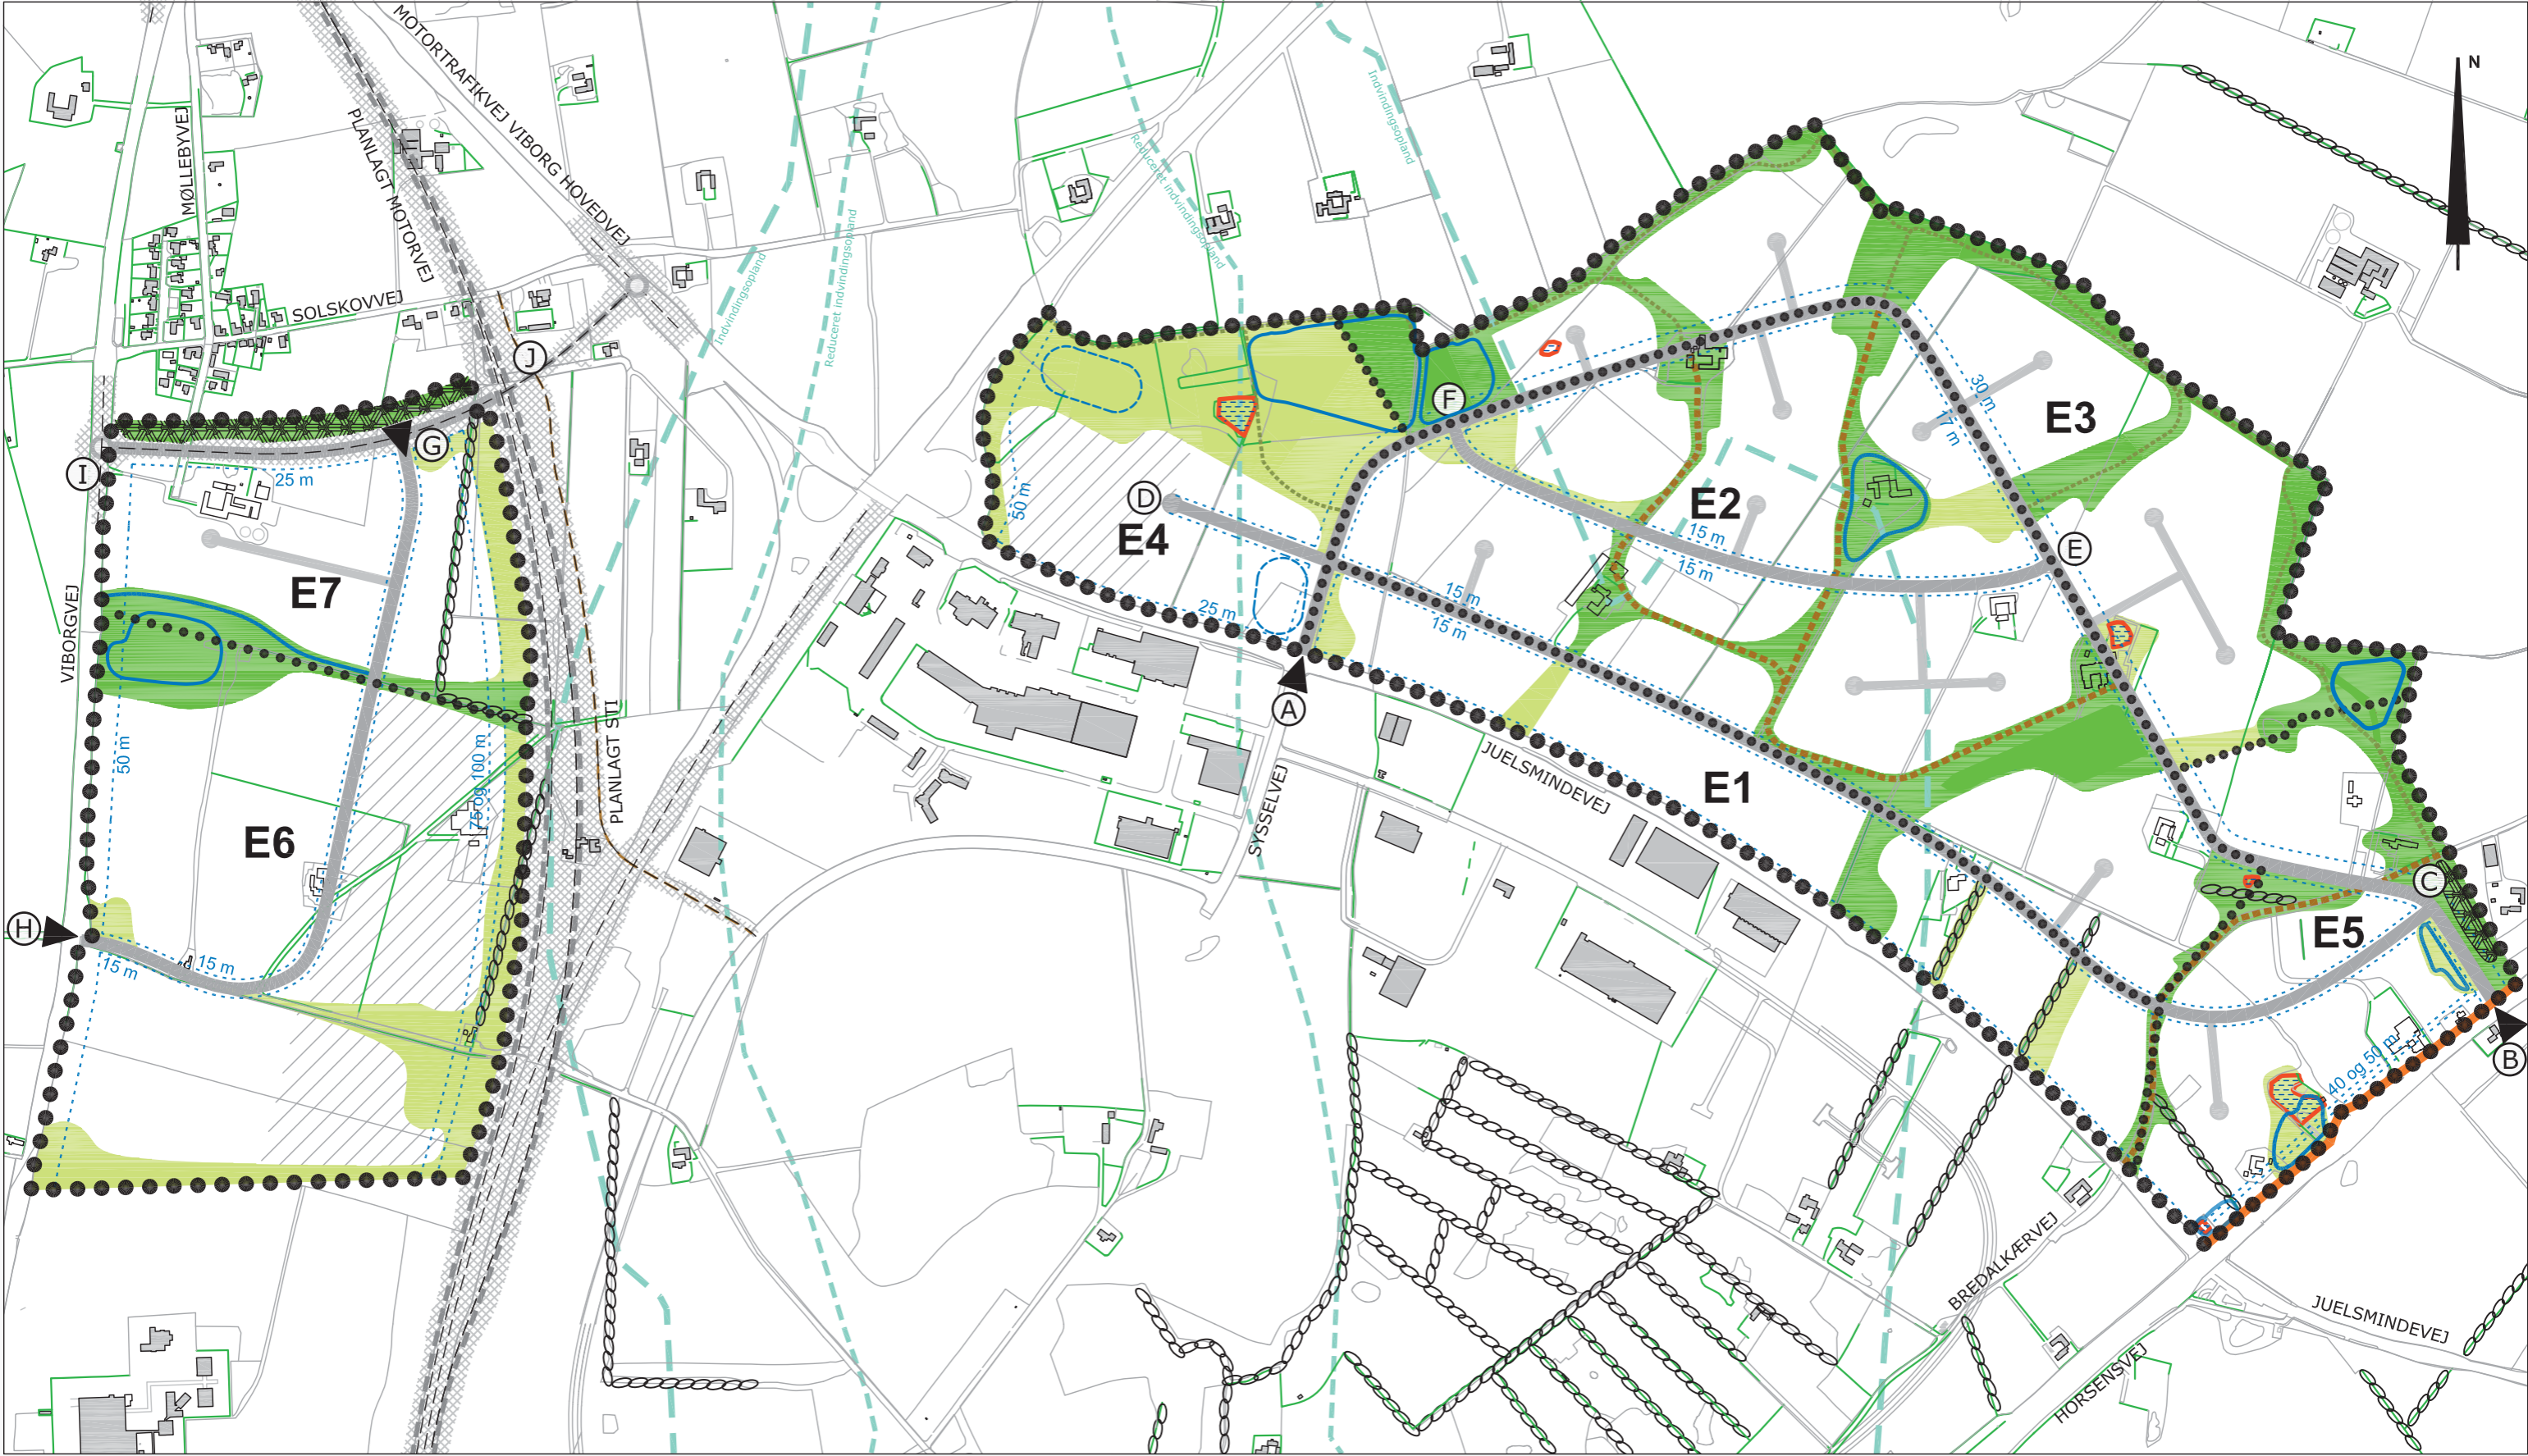 MOTORTRAFIKVEJ VIBORG HOVEDVEJ
N
PLANLAGT MOTORVEJ
MØLLEBYVEJ
Indvindingsopland
Reduceret indvindingsopland
Reduceret indvindingsopland
Indvindingsopland
SOLSKOVVEJ
J
G
I
25 m
F
30 m
17 m
E3
E2
D
50 m
E4
15 m
15 m
E
E7
15 m
15 m
25 m
VIBORGVEJ
A
50 m
75 og 100 m
PLANLAGT STI
SYSSELVEJ
JUELSMINDEVEJ
E1
E6
C
E5
H
15 m
15 m
40 og 50 m
B
BREDALKÆRVEJ
HORSENSVEJ
JUELSMINDEVEJ